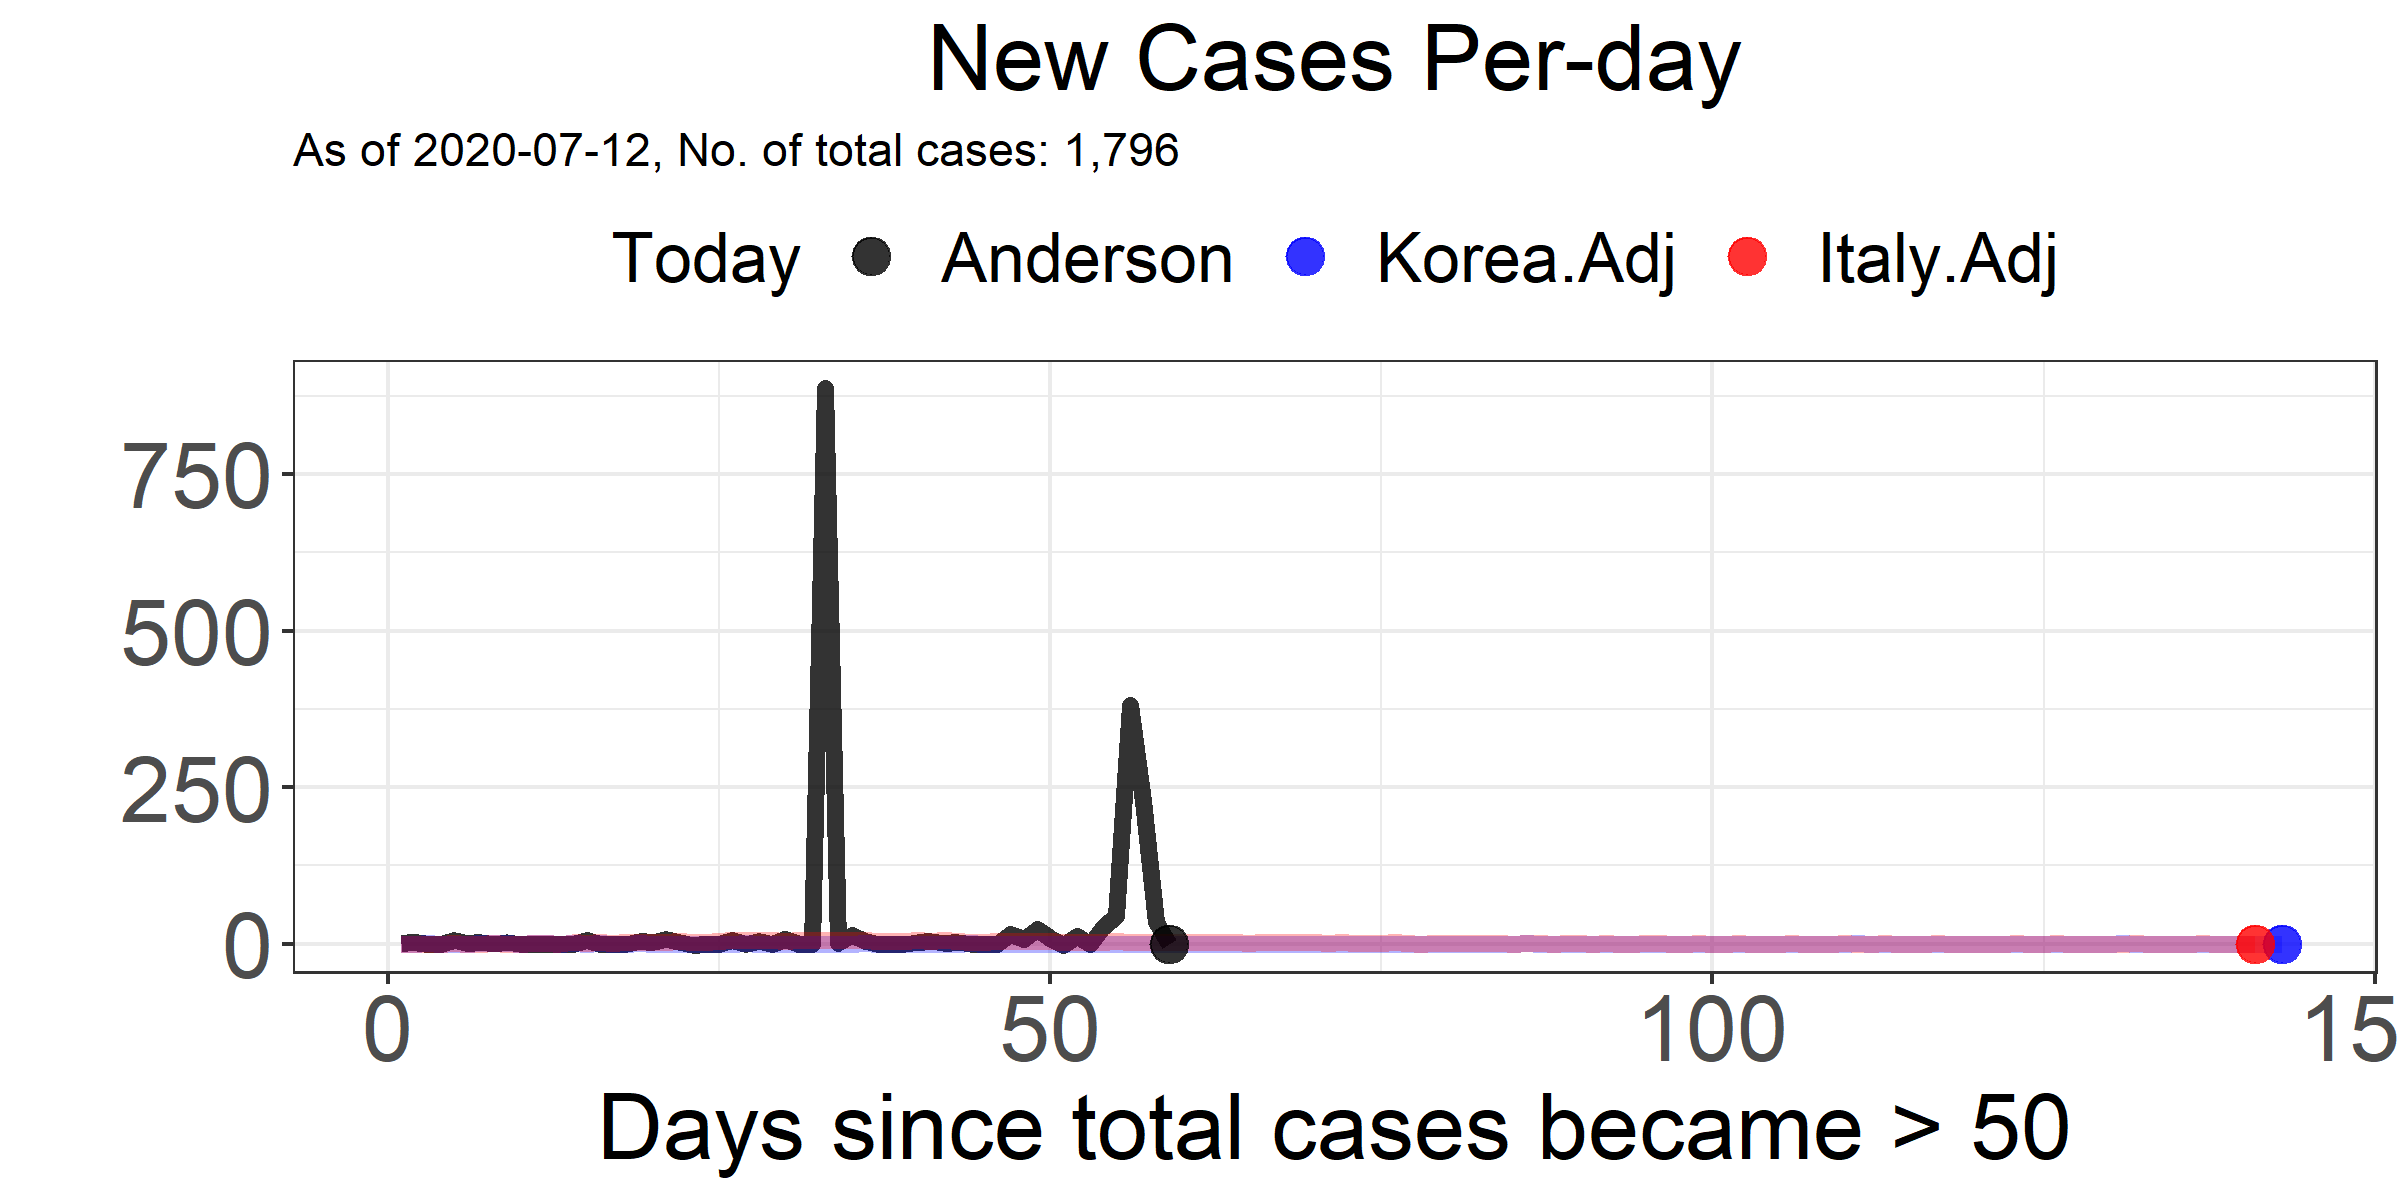 New Cases Per-day
As of 2020-07-12, No. of total cases: 1,796
Today Anderson Korea.Adj Italy.Adj
750
500
250
0
0 50 100 15
Days since total cases became > 50